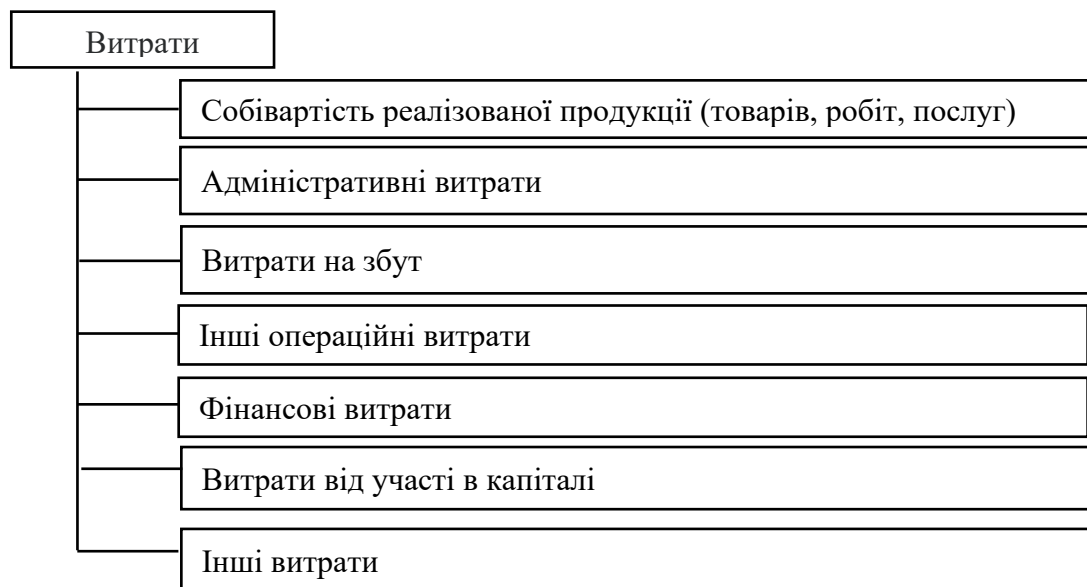 Витрати
Собівартість реалізованої продукції (товарів, робіт, послуг)
Адміністративні витрати
Витрати на збут
Інші операційні витрати
Фінансові витрати
Витрати від участі в капіталі
Інші витрати